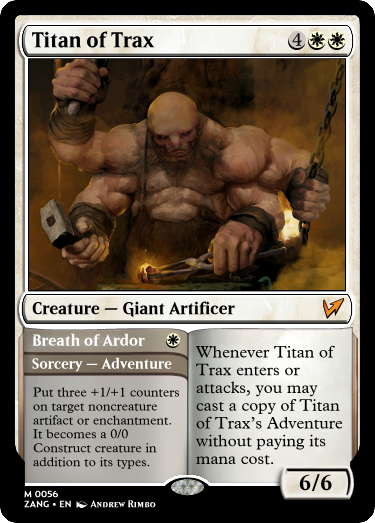 Titan of Trax 4
Creature — Giant Artificer
Breath of Ardor
Sorcery — Adventure
Put three +1/+1 counters
on target noncreature
artifact or enchantment.
It becomes a 0/0
Construct creature in
addition to its types.
Whenever Titan of
Trax enters or
attacks, you may
cast a copy of Titan
of Trax's Adventure
without paying its
mana cost.
6/6
M 0056
ZANG • EN Andrew Rimbo